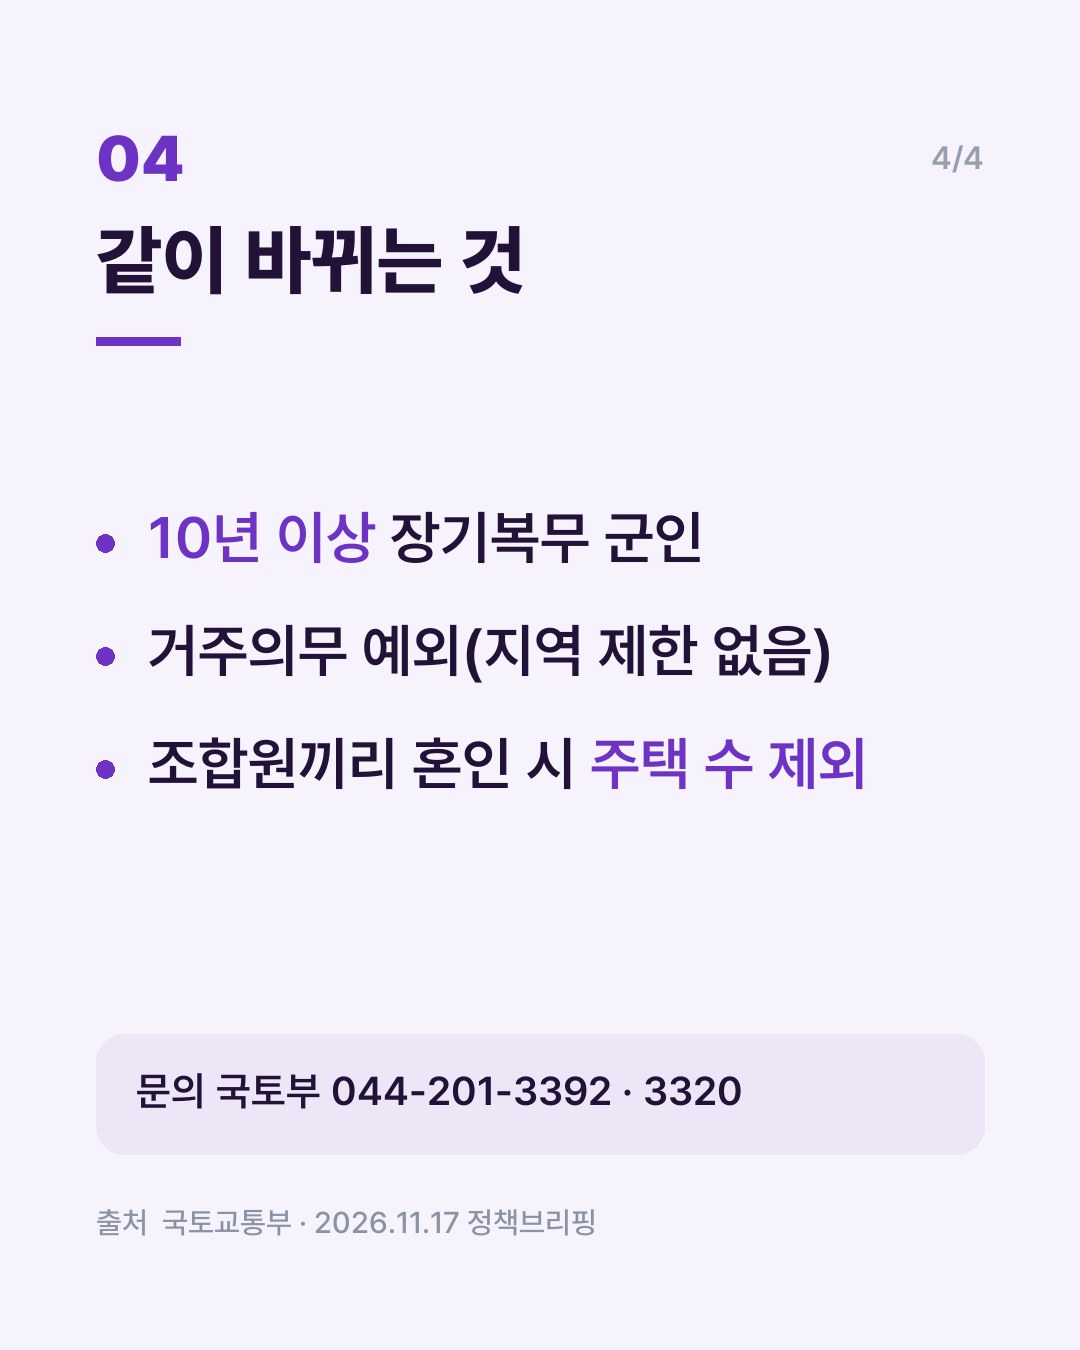 04
4/4
같이 바뀌는 것
• 10년 이상 장기복무 군인
• 거주의무 예외(지역 제한 없음)
• 조합원끼리 혼인 시 주택 수 제외
문의 국토부 044-201-3392 · 3320
출처 국토교통부 · 2026.11.17 정책브리핑